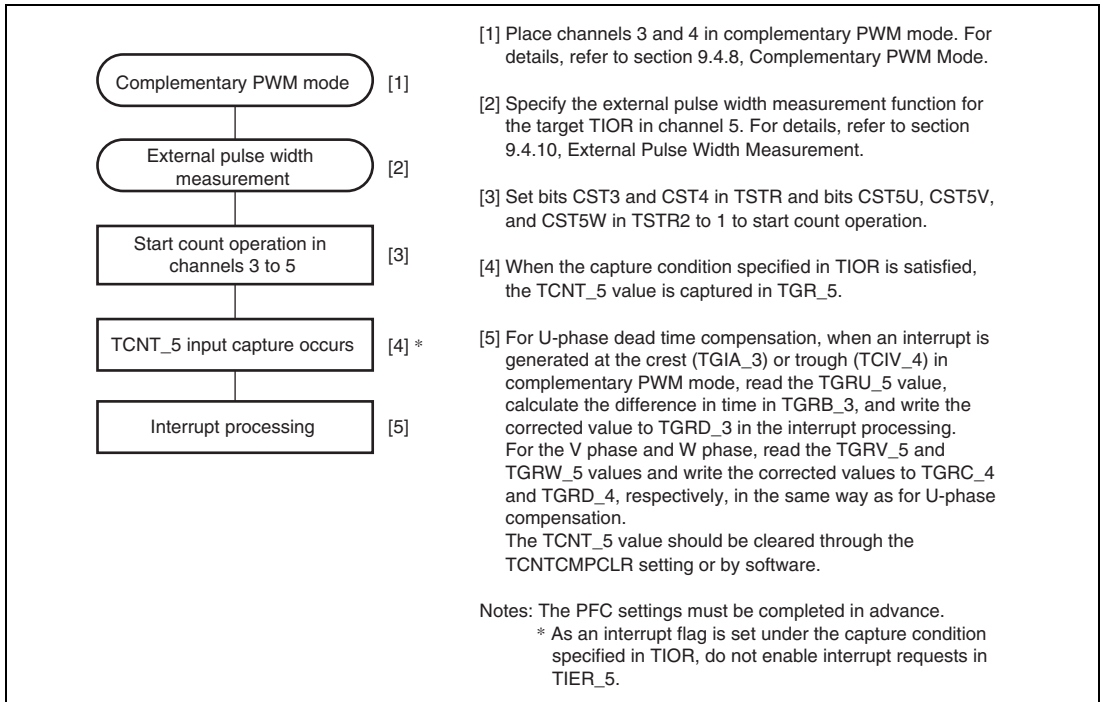 Complementary PWM mode [1]
External pulse width
measurement [2]
Start count operation in
channels 3 to 5 [3]
TCNT_5 input capture occurs [4] *
Interrupt processing [5]
[1] Place channels 3 and 4 in complementary PWM mode. For
details, refer to section 9.4.8, Complementary PWM Mode.
[2] Specify the external pulse width measurement function for
the target TIOR in channel 5. For details, refer to section
9.4.10, External Pulse Width Measurement.
[3] Set bits CST3 and CST4 in TSTR and bits CST5U, CST5V,
and CST5W in TSTR2 to 1 to start count operation.
[4] When the capture condition specified in TIOR is satisfied,
the TCNT_5 value is captured in TGR_5.
[5] For U-phase dead time compensation, when an interrupt is
generated at the crest (TGIA_3) or trough (TCIV_4) in
complementary PWM mode, read the TGRU_5 value,
calculate the difference in time in TGRB_3, and write the
corrected value to TGRD_3 in the interrupt processing.
For the V phase and W phase, read the TGRV_5 and
TGRW_5 values and write the corrected values to TGRC_4
and TGRD_4, respectively, in the same way as for U-phase
compensation.
The TCNT_5 value should be cleared through the
TCNTCMPCLR setting or by software.
Notes: The PFC settings must be completed in advance.
* As an interrupt flag is set under the capture condition
specified in TIOR, do not enable interrupt requests in
TIER_5.